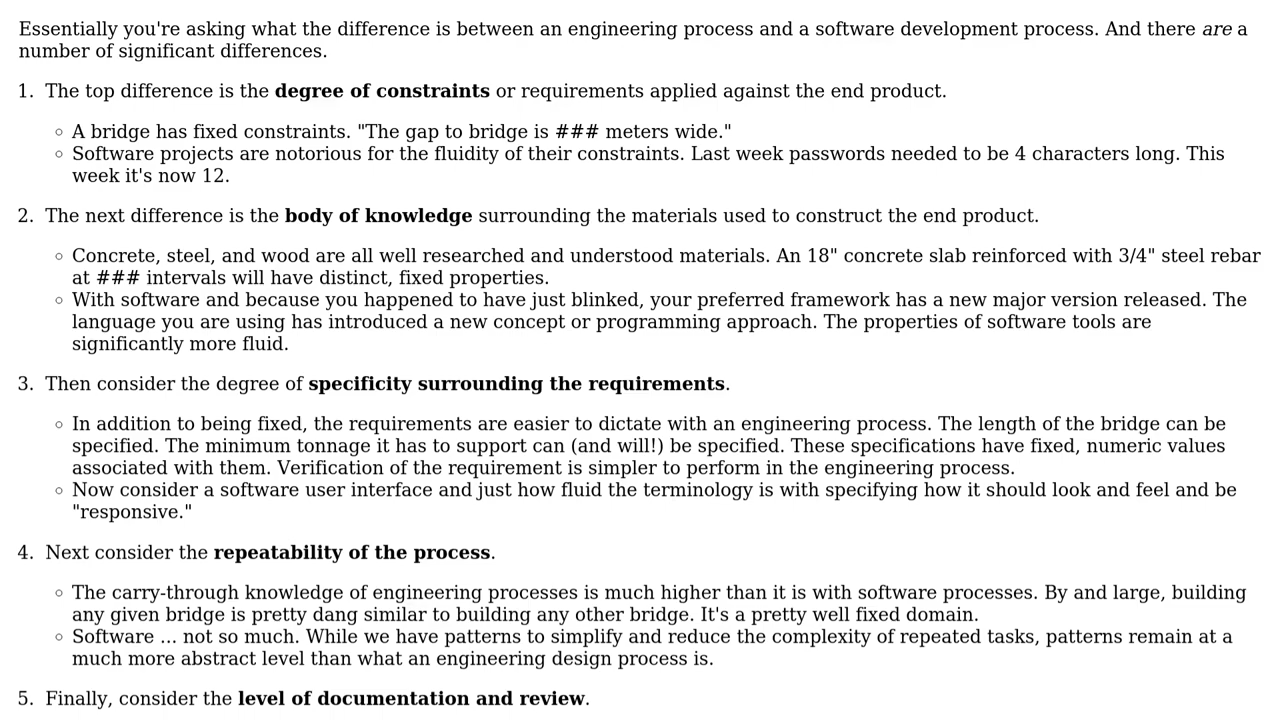 Essentially you're asking what the difference is between an engineering process and a software development process. And there are a
number of significant differences.
1. The top difference is the degree of constraints or requirements applied against the end product.
◦ A bridge has fixed constraints. "The gap to bridge is ### meters wide."
◦ Software projects are notorious for the fluidity of their constraints. Last week passwords needed to be 4 characters long. This
week it's now 12.
2. The next difference is the body of knowledge surrounding the materials used to construct the end product.
◦ Concrete, steel, and wood are all well researched and understood materials. An 18" concrete slab reinforced with 3/4" steel rebar
at ### intervals will have distinct, fixed properties.
◦ With software and because you happened to have just blinked, your preferred framework has a new major version released. The
language you are using has introduced a new concept or programming approach. The properties of software tools are
significantly more fluid.
3. Then consider the degree of specificity surrounding the requirements.
◦ In addition to being fixed, the requirements are easier to dictate with an engineering process. The length of the bridge can be
specified. The minimum tonnage it has to support can (and will!) be specified. These specifications have fixed, numeric values
associated with them. Verification of the requirement is simpler to perform in the engineering process.
◦ Now consider a software user interface and just how fluid the terminology is with specifying how it should look and feel and be
"responsive."
4. Next consider the repeatability of the process.
◦ The carry-through knowledge of engineering processes is much higher than it is with software processes. By and large, building
any given bridge is pretty dang similar to building any other bridge. It's a pretty well fixed domain.
◦ Software ... not so much. While we have patterns to simplify and reduce the complexity of repeated tasks, patterns remain at a
much more abstract level than what an engineering design process is.
5. Finally, consider the level of documentation and review.